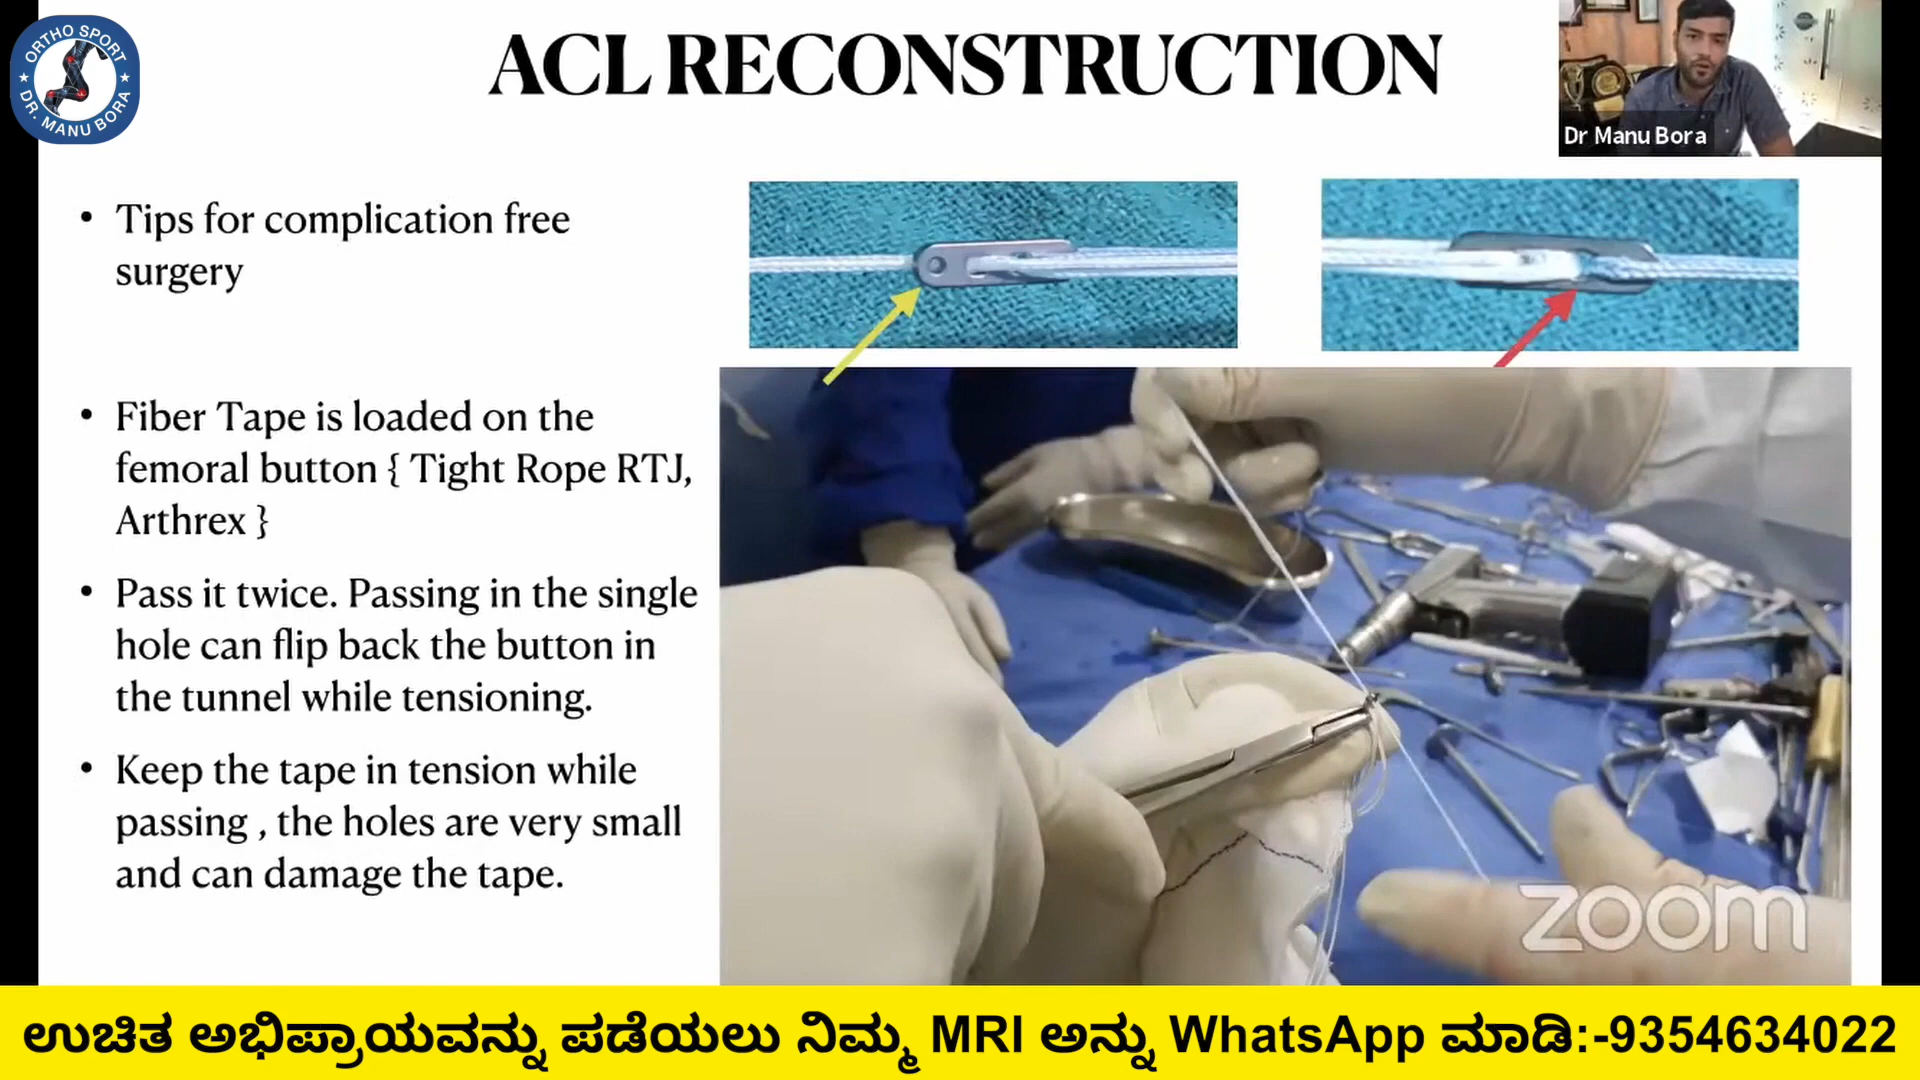 ORTHO SPORT
DR. MANU BORA
ACL RECONSTRUCTION
Dr Manu Bora
• Tips for complication free
surgery
• Fiber Tape is loaded on the
femoral button { Tight Rope RTJ,
Arthrex }
• Pass it twice. Passing in the single
hole can flip back the button in
the tunnel while tensioning.
• Keep the tape in tension while
passing , the holes are very small
and can damage the tape.
zoom
ಉಚಿತ ಅಭಿಪ್ರಾಯವನ್ನು ಪಡೆಯಲು ನಿಮ್ಮ MRI ಅನ್ನು WhatsApp ಮಾಡಿ:-9354634022